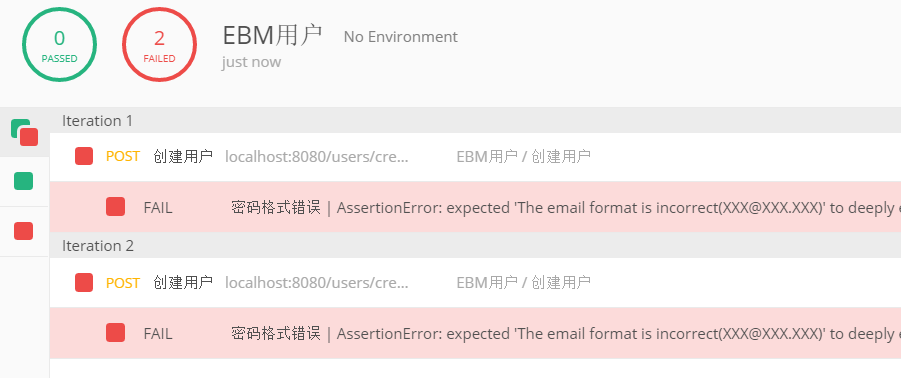 0
PASSED
2
FAILED
EBM用户 No Environment
just now
Iteration 1
POST 创建用户 localhost:8080/users/cre... EBM用户 / 创建用户
FAIL 密码格式错误 | AssertionError: expected 'The email format is incorrect(XXX@XXX.XXX)' to deeply
Iteration 2
POST 创建用户 localhost:8080/users/cre... EBM用户 / 创建用户
FAIL 密码格式错误 | AssertionError: expected 'The email format is incorrect(XXX@XXX.XXX)' to deeply